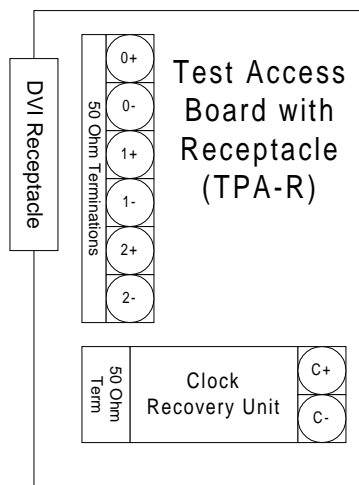 DVI Receptacle
50 Ohm Terminations
0+
0-
1+
1-
2+
2-
Test Access
Board with
Receptacle
(TPA-R)
50 Ohm
Term
Clock
Recovery Unit
C+
C-